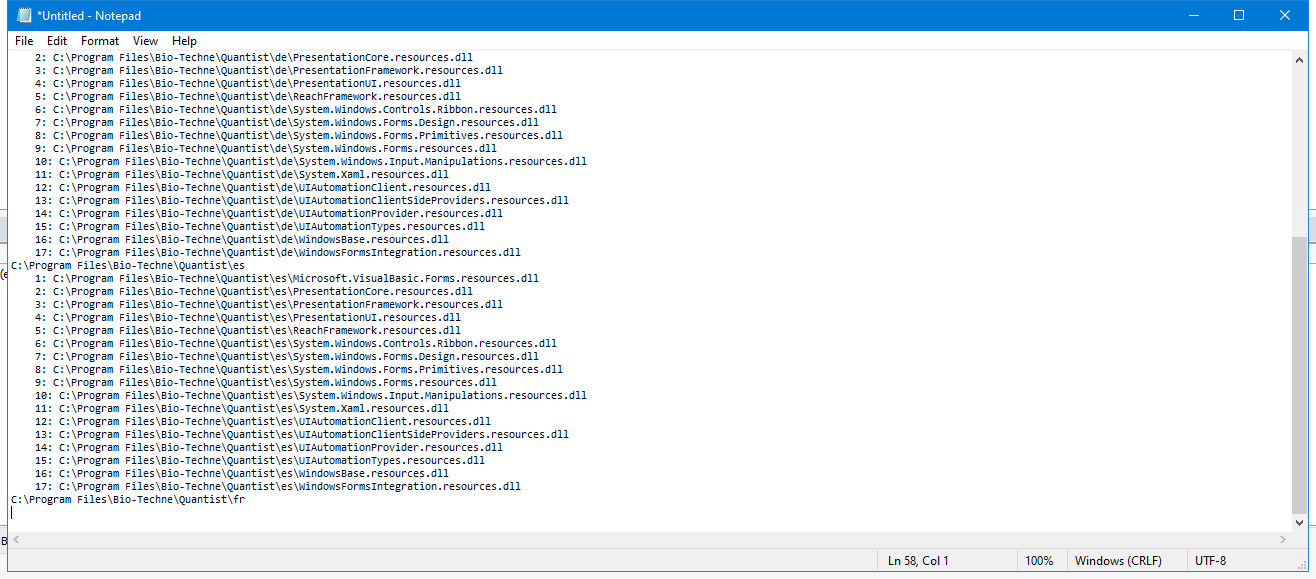 *Untitled - Notepad
File Edit Format View Help
2: C:\Program Files\Bio-Techne\Quantist\de\PresentationCore.resources.dll
3: C:\Program Files\Bio-Techne\Quantist\de\PresentationFramework.resources.dll
4: C:\Program Files\Bio-Techne\Quantist\de\PresentationUI.resources.dll
5: C:\Program Files\Bio-Techne\Quantist\de\ReachFramework.resources.dll
6: C:\Program Files\Bio-Techne\Quantist\de\System.Windows.Controls.Ribbon.resources.dll
7: C:\Program Files\Bio-Techne\Quantist\de\System.Windows.Forms.Design.resources.dll
8: C:\Program Files\Bio-Techne\Quantist\de\System.Windows.Forms.Primitives.resources.dll
9: C:\Program Files\Bio-Techne\Quantist\de\System.Windows.Forms.resources.dll
10: C:\Program Files\Bio-Techne\Quantist\de\System.Windows.Input.Manipulations.resources.dll
11: C:\Program Files\Bio-Techne\Quantist\de\System.Xaml.resources.dll
12: C:\Program Files\Bio-Techne\Quantist\de\UIAutomationClient.resources.dll
13: C:\Program Files\Bio-Techne\Quantist\de\UIAutomationClientSideProviders.resources.dll
14: C:\Program Files\Bio-Techne\Quantist\de\UIAutomationProvider.resources.dll
15: C:\Program Files\Bio-Techne\Quantist\de\UIAutomationTypes.resources.dll
16: C:\Program Files\Bio-Techne\Quantist\de\WindowsBase.resources.dll
17: C:\Program Files\Bio-Techne\Quantist\de\WindowsFormsIntegration.resources.dll
C:\Program Files\Bio-Techne\Quantist\es
1: C:\Program Files\Bio-Techne\Quantist\es\Microsoft.VisualBasic.Forms.resources.dll
2: C:\Program Files\Bio-Techne\Quantist\es\PresentationCore.resources.dll
3: C:\Program Files\Bio-Techne\Quantist\es\PresentationFramework.resources.dll
4: C:\Program Files\Bio-Techne\Quantist\es\PresentationUI.resources.dll
5: C:\Program Files\Bio-Techne\Quantist\es\ReachFramework.resources.dll
6: C:\Program Files\Bio-Techne\Quantist\es\System.Windows.Controls.Ribbon.resources.dll
7: C:\Program Files\Bio-Techne\Quantist\es\System.Windows.Forms.Design.resources.dll
8: C:\Program Files\Bio-Techne\Quantist\es\System.Windows.Forms.Primitives.resources.dll
9: C:\Program Files\Bio-Techne\Quantist\es\System.Windows.Forms.resources.dll
10: C:\Program Files\Bio-Techne\Quantist\es\System.Windows.Input.Manipulations.resources.dll
11: C:\Program Files\Bio-Techne\Quantist\es\System.Xaml.resources.dll
12: C:\Program Files\Bio-Techne\Quantist\es\UIAutomationClient.resources.dll
13: C:\Program Files\Bio-Techne\Quantist\es\UIAutomationClientSideProviders.resources.dll
14: C:\Program Files\Bio-Techne\Quantist\es\UIAutomationProvider.resources.dll
15: C:\Program Files\Bio-Techne\Quantist\es\UIAutomationTypes.resources.dll
16: C:\Program Files\Bio-Techne\Quantist\es\WindowsBase.resources.dll
17: C:\Program Files\Bio-Techne\Quantist\es\WindowsFormsIntegration.resources.dll
C:\Program Files\Bio-Techne\Quantist\fr
Ln 58, Col 1 100% Windows (CRLF) UTF-8